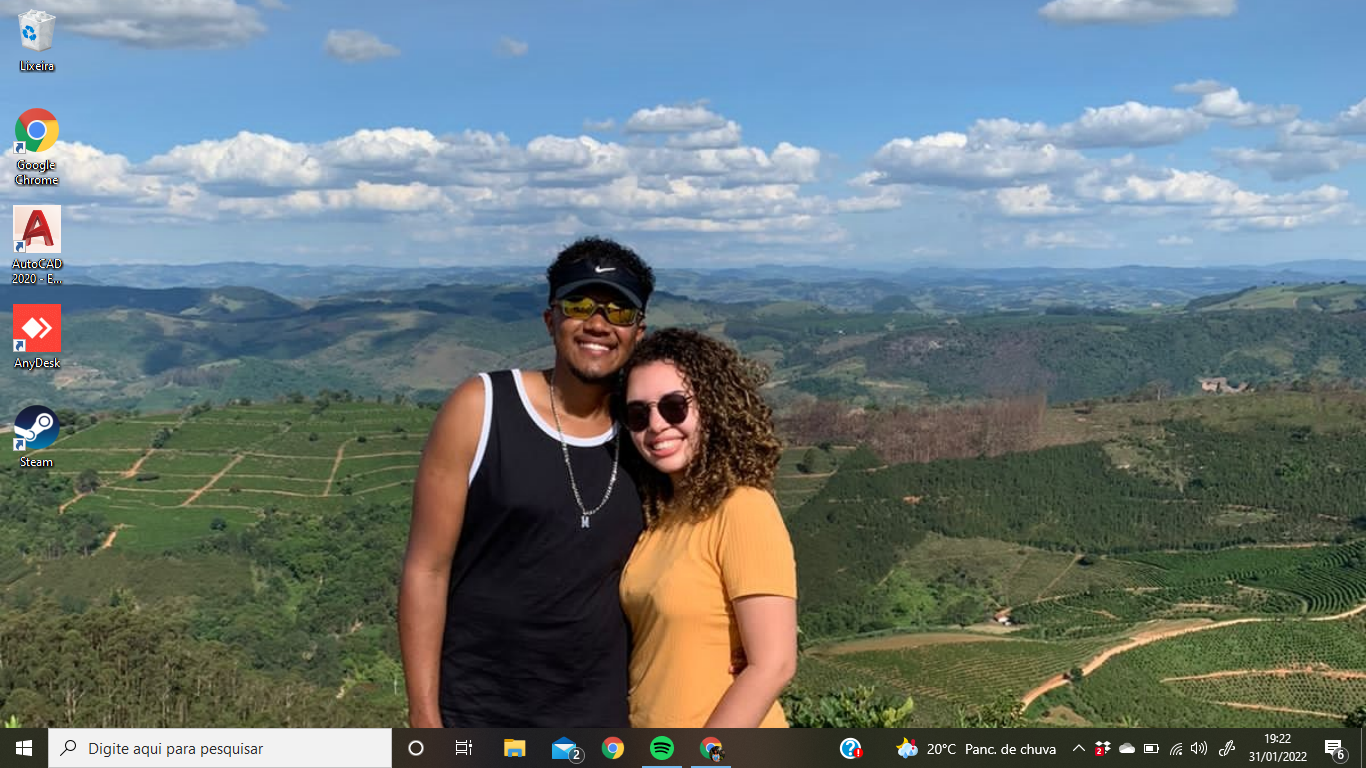 Lixeira
Google
Chrome
AutoCAD
2020 - E...
AnyDesk
Steam
Digite aqui para pesquisar
2
20°C Panc. de chuva
2
19:22
31/01/2022
6